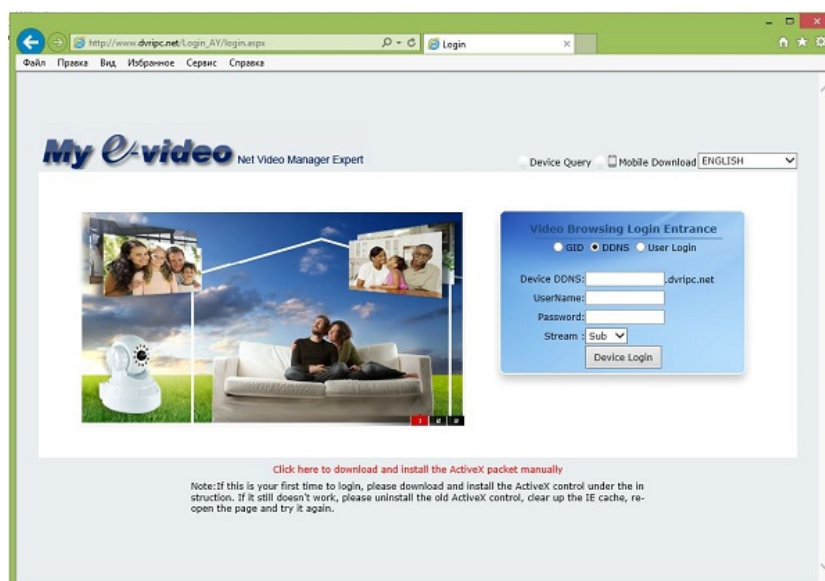 http://www.dvripc.net/Login_AY/login.aspx
Login
Файл Правка Вид Избранное Сервис Справка
My e-video Net Video Manager Expert
Device Query Mobile Download ENGLISH
Video Browsing Login Entrance
GID DDNS User Login
Device DDNS: .dvripc.net
UserName:
Password:
Stream : Sub
Device Login
1
Click here to download and install the ActiveX packet manually
Note:If this is your first time to login, please download and install the ActiveX control under the in
struction. If it still doesn't work, please uninstall the old ActiveX control, clear up the IE cache, re-
open the page and try it again.